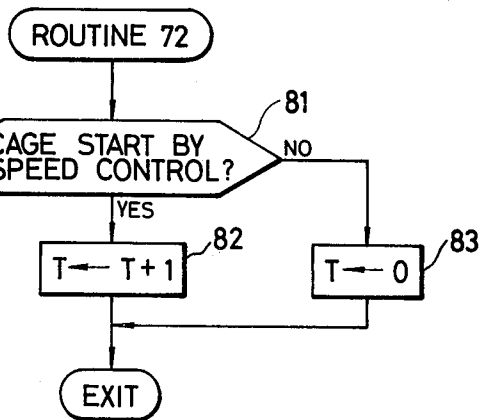 ROUTINE 72
81
CAGE START BY
SPEED CONTROL?
NO
YES
82
T ← T + 1
83
T ← 0
EXIT